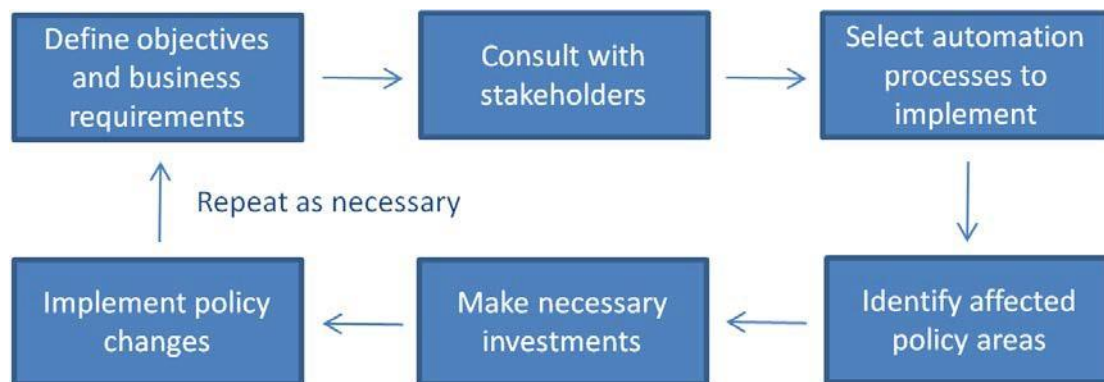 Define objectives
and business
requirements
Consult with
stakeholders
Select automation
processes to
implement
Repeat as necessary
Implement policy
changes
Make necessary
investments
Identify affected
policy areas